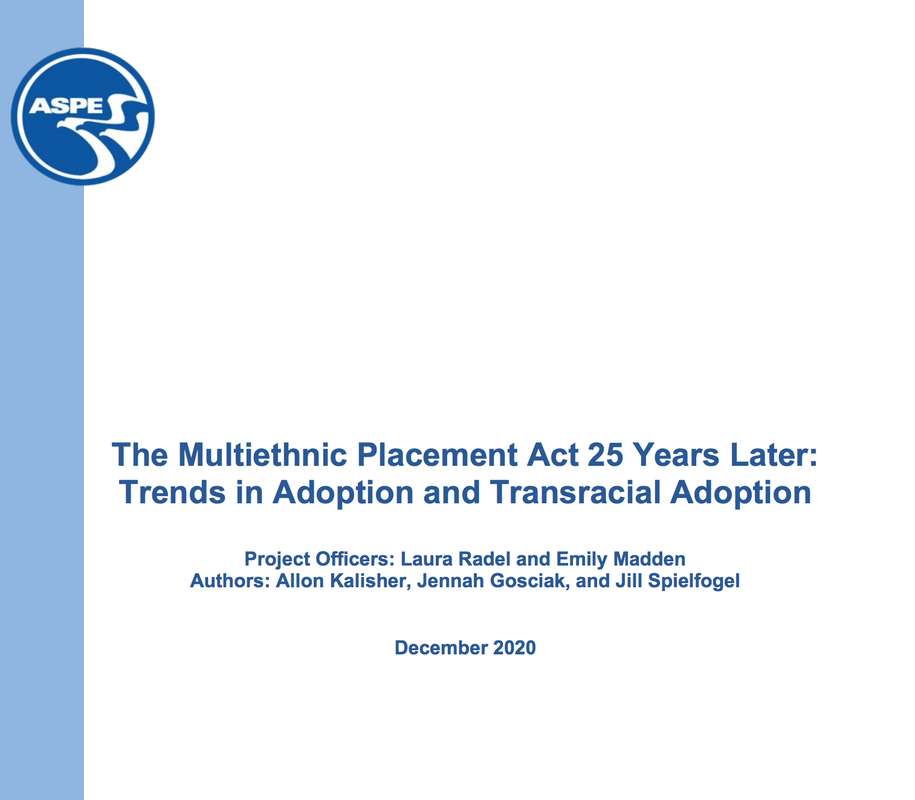 ASPE
The Multiethnic Placement Act 25 Years Later:
Trends in Adoption and Transracial Adoption
Project Officers: Laura Radel and Emily Madden
Authors: Allon Kalisher, Jennah Gosciak, and Jill Spielfogel
December 2020